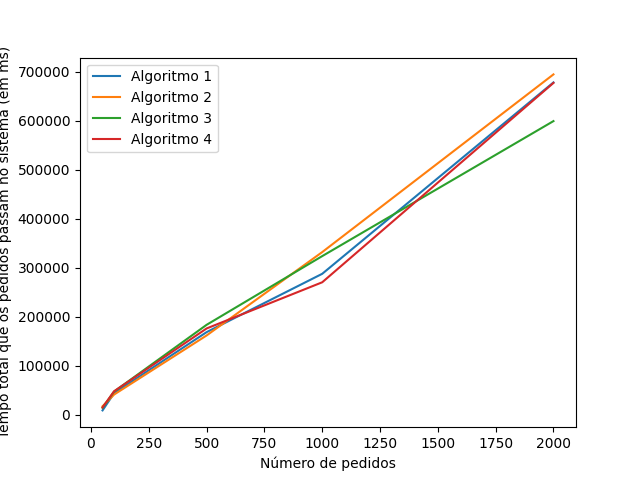 Tempo total que os pedidos passam no sistema (em ms)
700000
600000
500000
400000
300000
200000
100000
0
Algoritmo 1
Algoritmo 2
Algoritmo 3
Algoritmo 4
0 250 500 750 1000 1250 1500 1750 2000
Número de pedidos